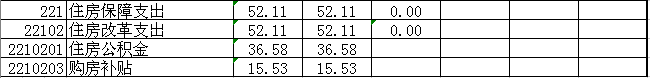 221 住房保障支出 52.11 52.11 0.00
22102 住房改革支出 52.11 52.11 0.00
2210201 住房公积金 36.58 36.58
2210203 购房补贴 15.53 15.53